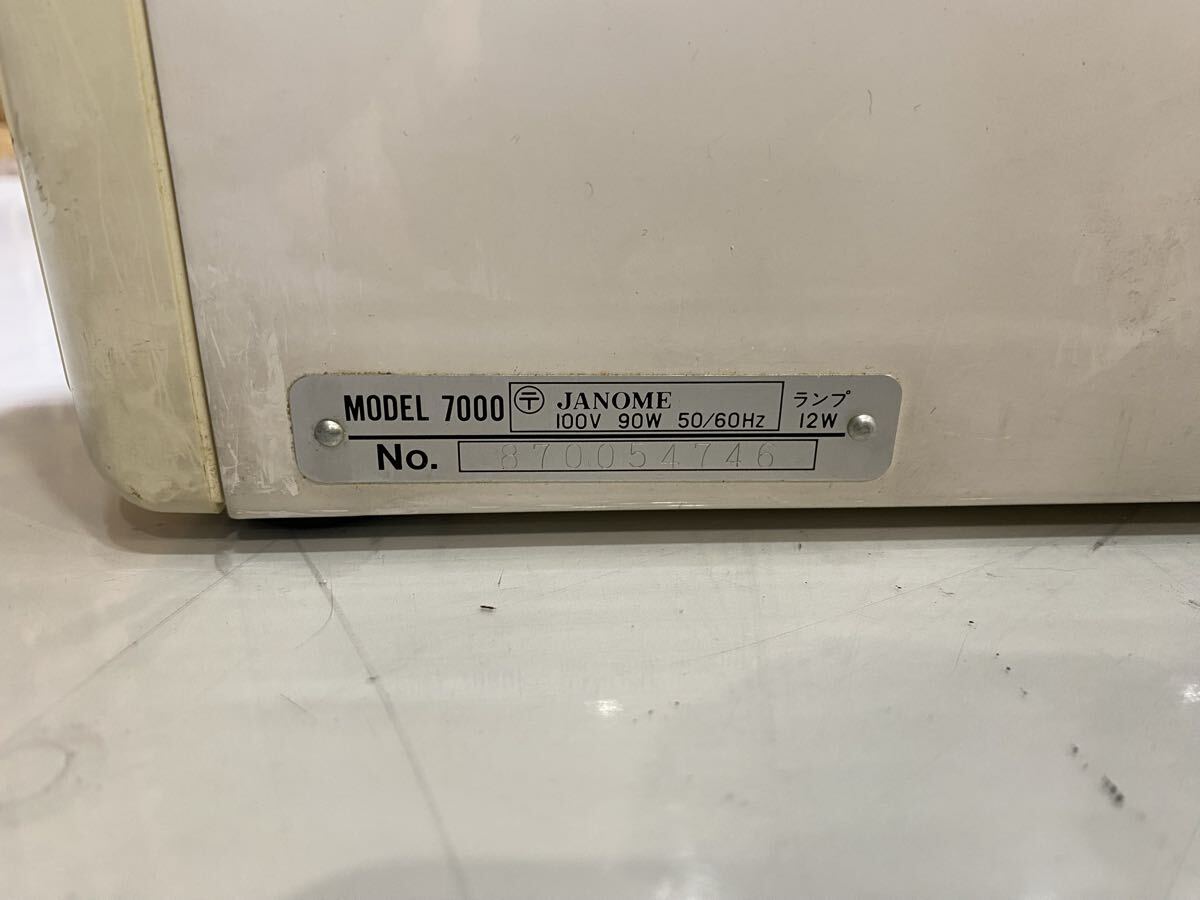 MODEL 7000 〶 JANOME ランプ
100V 90W 50/60Hz 12W
No. 870054746